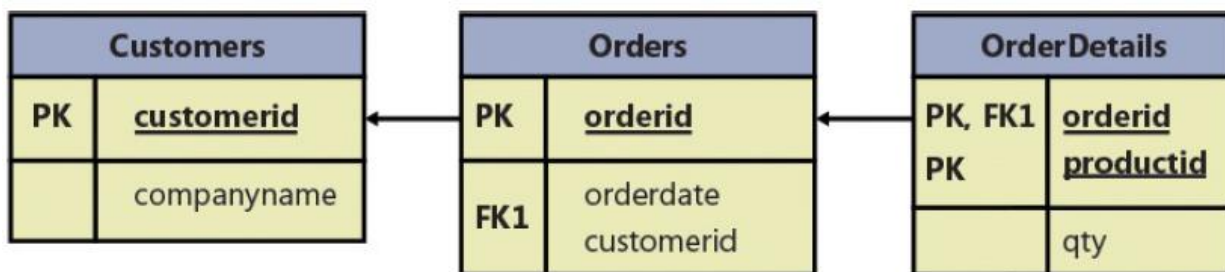 Customers
PK customerid
companyname
Orders
PK orderid
orderdate
FK1
customerid
OrderDetails
PK, FK1 orderid
PK productid
qty